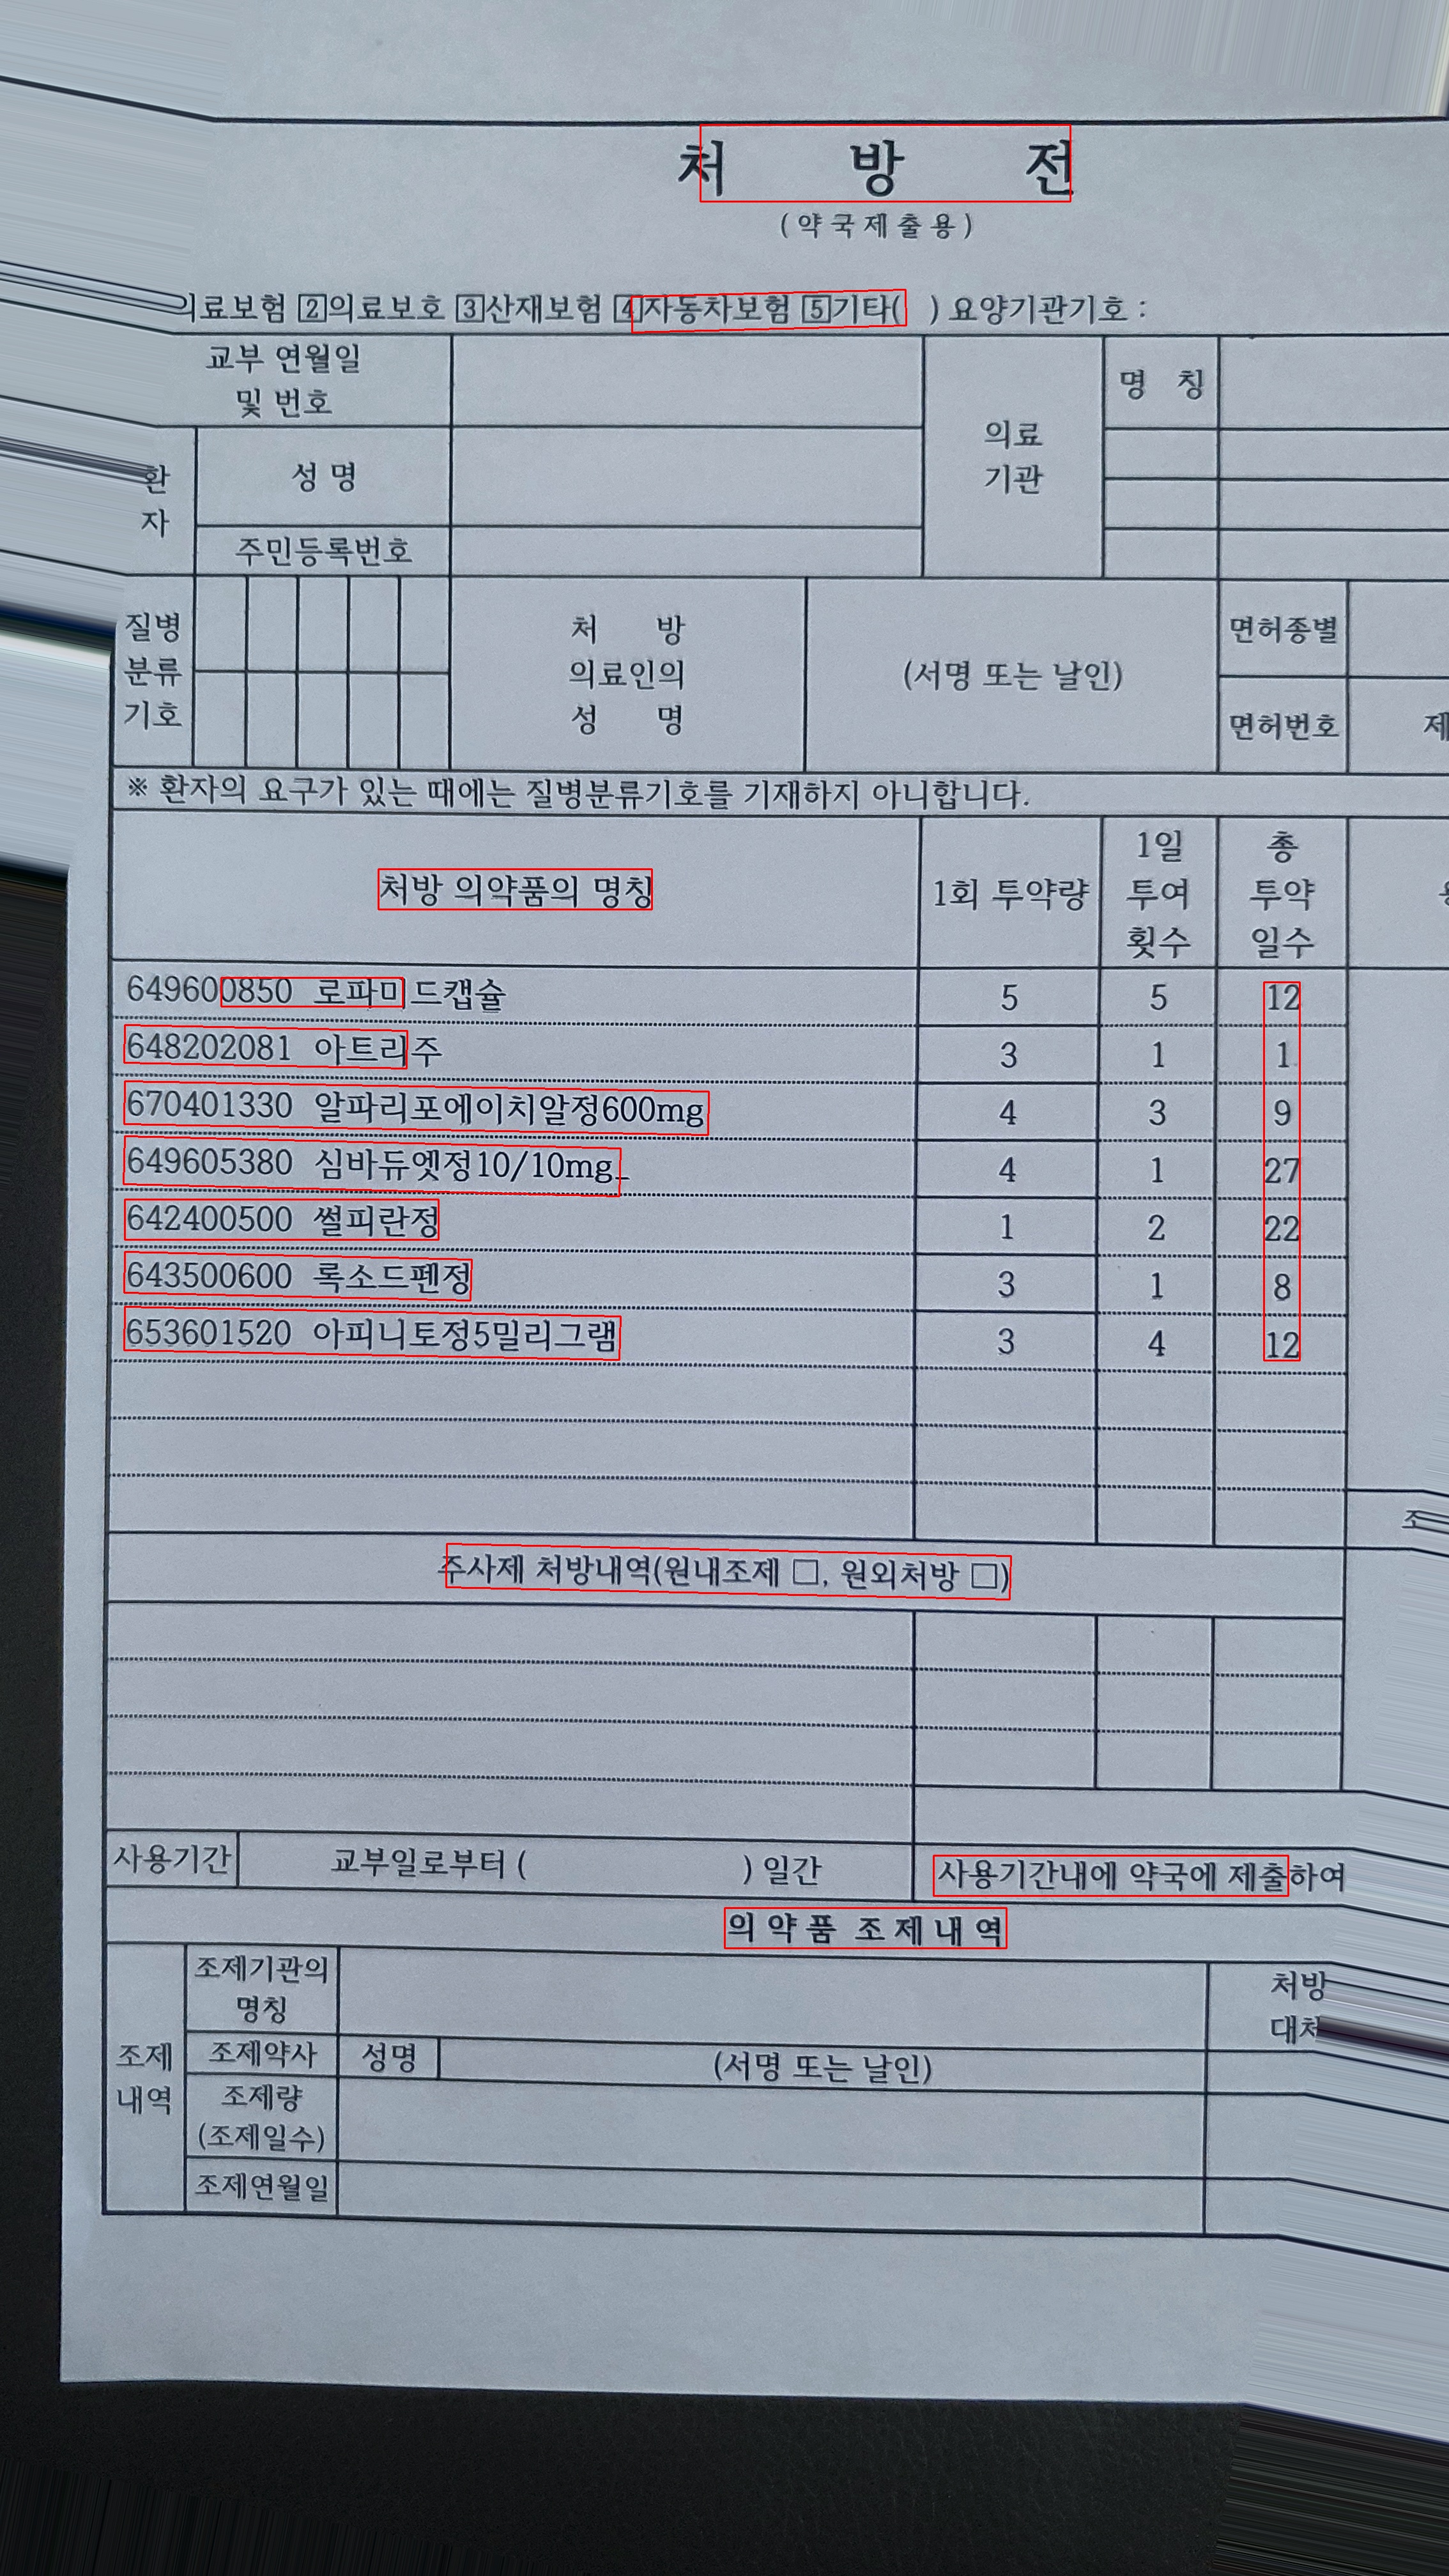 처 방 전
(약국제출용)
의료보험 2의료보호 3산재보험 4자동차보험 5기타( ) 요양기관기호 :
교부 연월일
및 번호
명 칭
의료
기관
환
자
성 명
주민등록번호
질병
분류
기호
처 방
의료인의
성 명
(서명 또는 날인)
면허종별
면허번호
제
※ 환자의 요구가 있는 때에는 질병분류기호를 기재하지 아니합니다.
처방 의약품의 명칭
1회 투약량
1일
투여
횟수
총
투약
일수
649600850 로파미드캡슐 5 5 12
648202081 아트리주 3 1 1
670401330 알파리포에이치알정600mg 4 3 9
649605380 심바듀엣정10/10mg_ 4 1 27
642400500 썰피란정 1 2 22
643500600 록소드펜정 3 1 8
653601520 아피니토정5밀리그램 3 4 12
조
주사제 처방내역(원내조제 □, 원외처방 □)
사용기간 교부일로부터 ( ) 일간 사용기간내에 약국에 제출하여
의 약 품 조 제 내 역
조제
내역
조제기관의
명칭
처방
대체
조제약사 성명 (서명 또는 날인)
조제량
(조제일수)
조제연월일